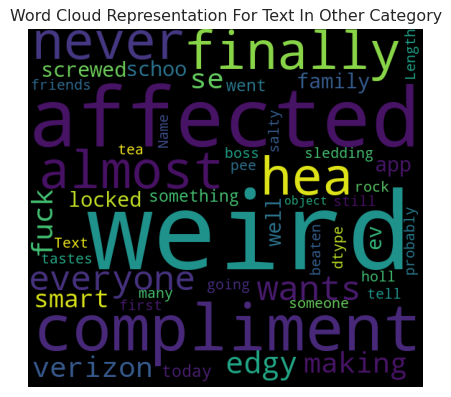 Word Cloud Representation For Text In Other Category
never finally Length
screwed schoo se went family
friends
affected
Name salty
tea boss sledding
almost pee hea app
locked something object still rock
fuck weird
Text well beaten dtype ev probably
tastes
everyone going wants holl
smart many tell
first someone
compliment
verizon today edgy making